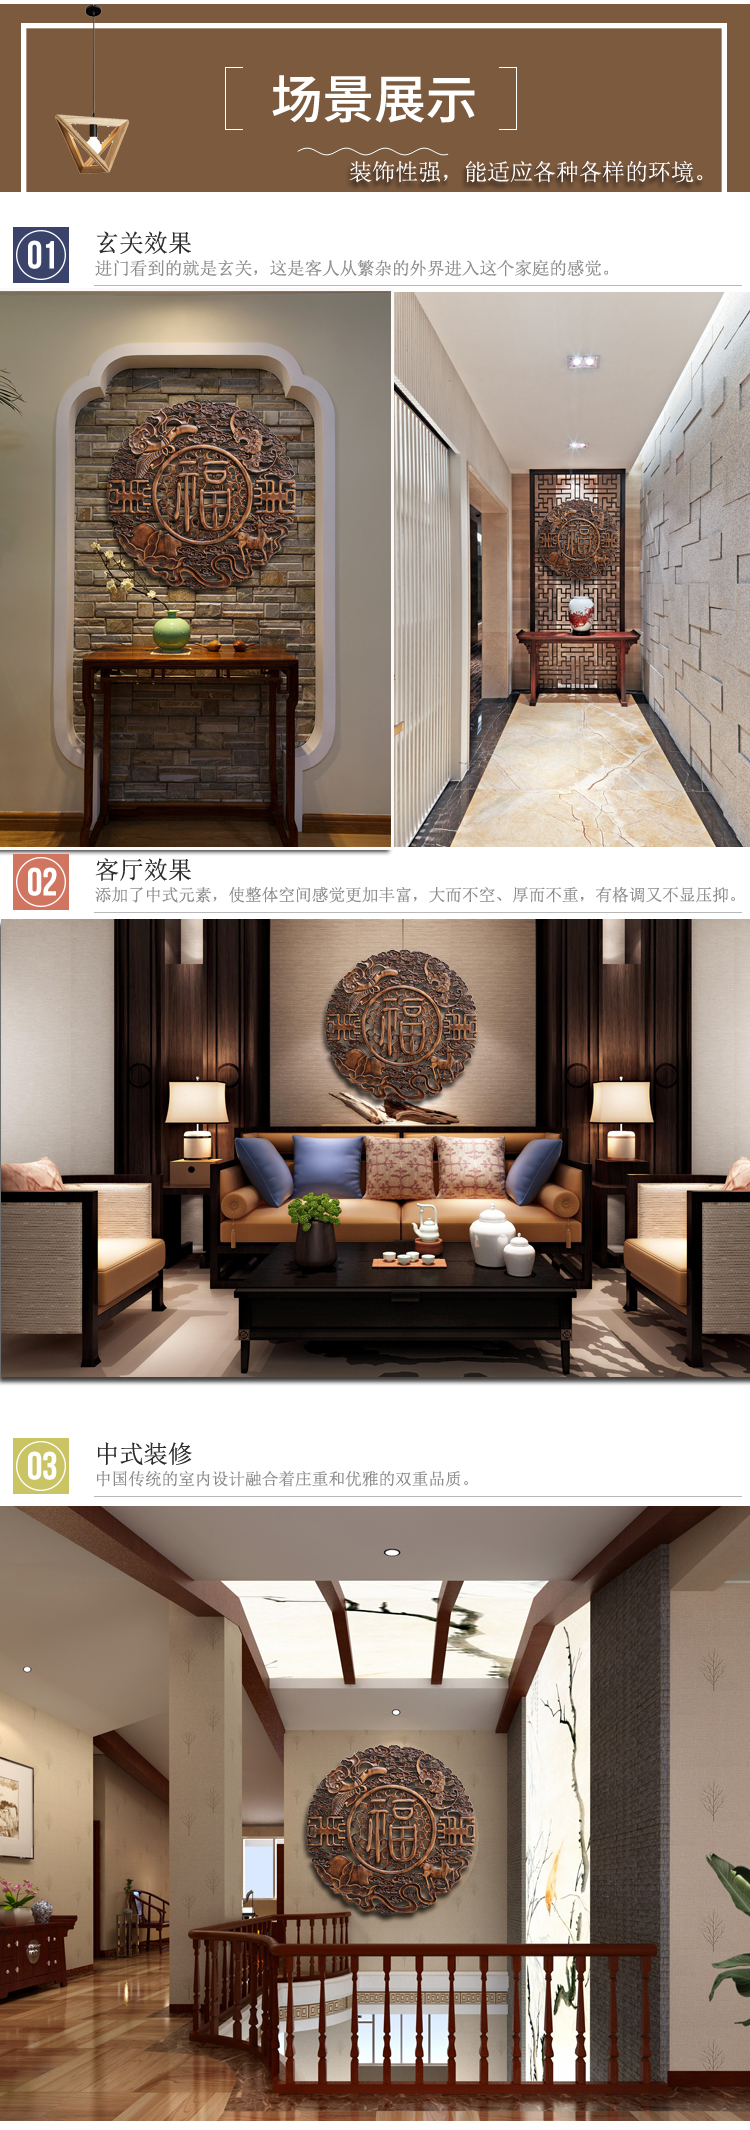 场景展示
装饰性强，能适应各种各样的环境。
01
玄关效果
进门看到的就是玄关，这是客人从繁杂的外界进入这个家庭的感觉。
福
福
02
客厅效果
添加了中式元素，使整体空间感觉更加丰富，大而不空、厚而不重，有格调又不显压抑。
福
03
中式装修
中国传统的室内设计融合着庄重和优雅的双重品质。
福